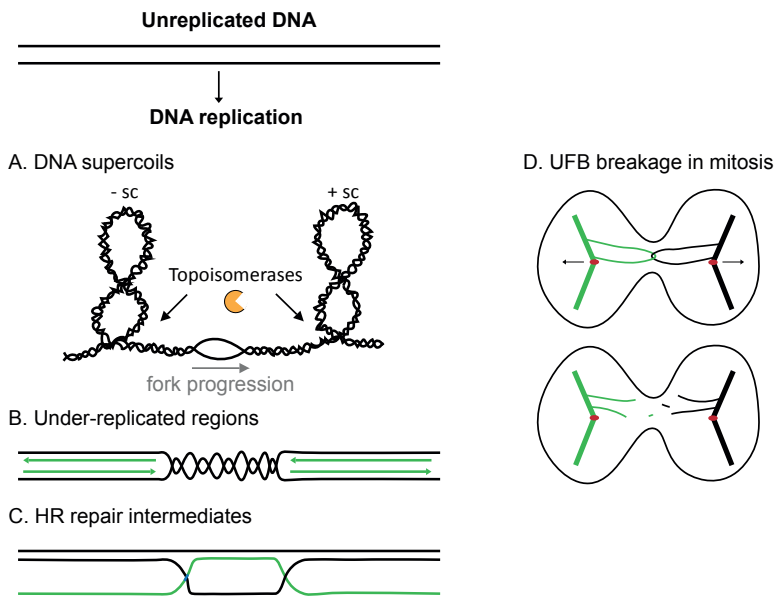 Unreplicated DNA
DNA replication
A. DNA supercoils
- sc
+ sc
Topoisomerases
fork progression
B. Under-replicated regions
C. HR repair intermediates
D. UFB breakage in mitosis